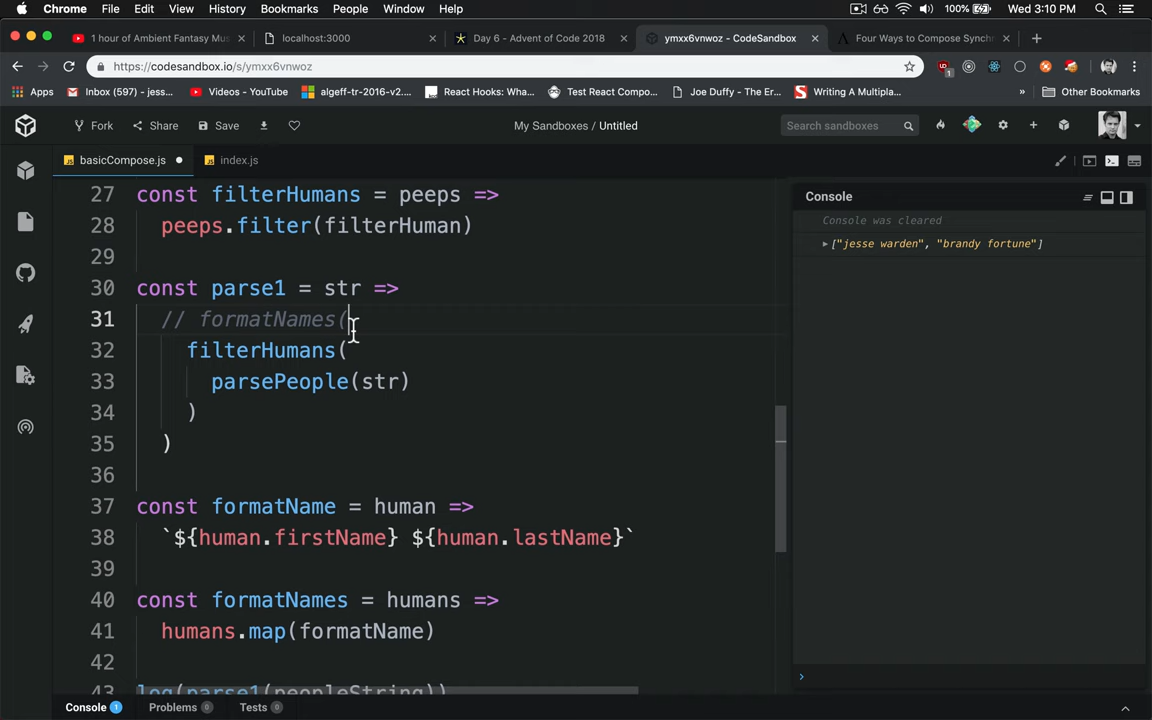 Chrome File Edit View History Bookmarks People Window Help 100% Wed 3:10 PM
1 hour of Ambient Fantasy Mus
localhost:3000
Day 6 - Advent of Code 2018
ymxx6vnwoz - CodeSandbox
Four Ways to Compose Synchr
https://codesandbox.io/s/ymxx6vnwoz
Apps Inbox (597) - jess... Videos - YouTube algeff-tr-2016-v2... React Hooks: Wha... Test React Compo... Joe Duffy - The Er... Writing A Multipla... » Other Bookmarks
Fork Share Save My Sandboxes / Untitled Search sandboxes
basicCompose.js index.js
27 const filterHumans = peeps =>
28 peeps.filter(filterHuman)
29
30 const parse1 = str =>
31 // formatNames(
32 filterHumans(
33 parsePeople(str)
34 )
35 )
36
37 const formatName = human =>
38 `${human.firstName} ${human.lastName}`
39
40 const formatNames = humans =>
41 humans.map(formatName)
42
43 log(parse1(peopleString))
Console
Console was cleared
["jesse warden", "brandy fortune"]
Console 1 Problems 0 Tests 0